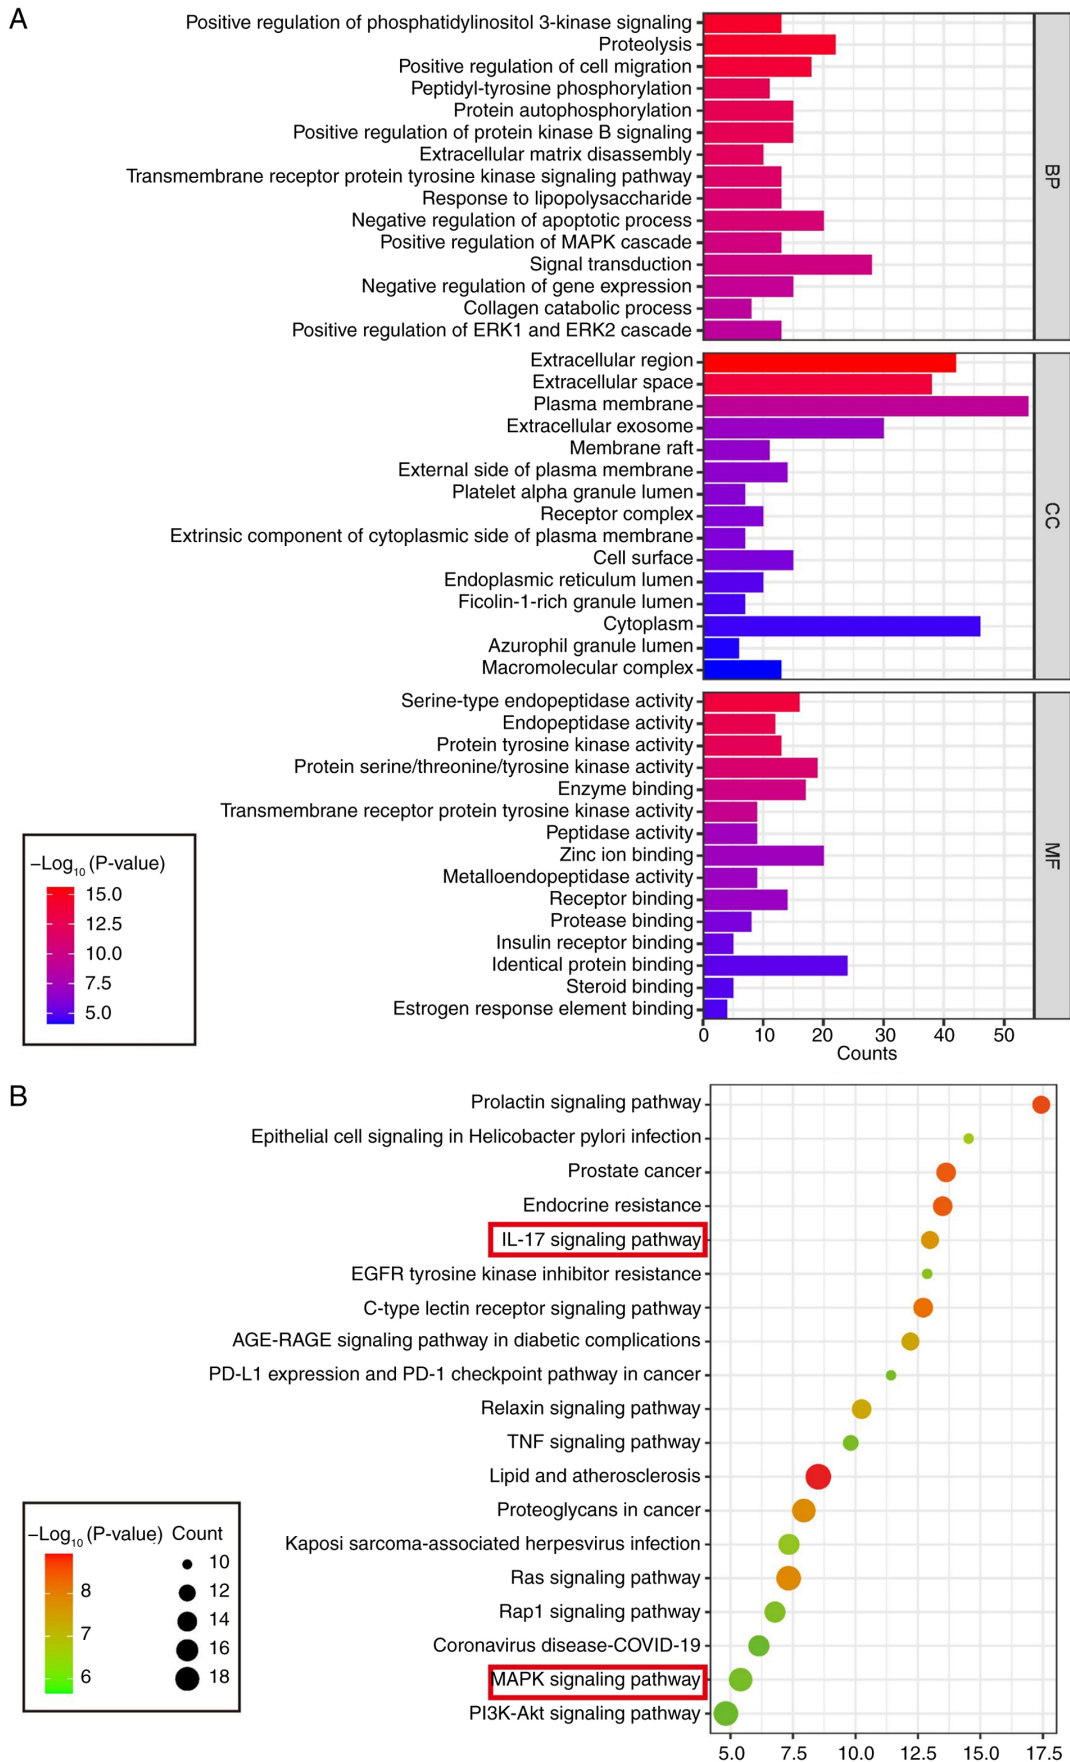 A
Positive regulation of phosphatidylinositol 3-kinase signaling
Proteolysis
Positive regulation of cell migration
Peptidyl-tyrosine phosphorylation
Protein autophosphorylation
Positive regulation of protein kinase B signaling
Extracellular matrix disassembly
Transmembrane receptor protein tyrosine kinase signaling pathway
Response to lipopolysaccharide
Negative regulation of apoptotic process
Positive regulation of MAPK cascade
Signal transduction
Negative regulation of gene expression
Collagen catabolic process
Positive regulation of ERK1 and ERK2 cascade
BP
Extracellular region
Extracellular space
Plasma membrane
Extracellular exosome
Membrane raft
External side of plasma membrane
Platelet alpha granule lumen
Receptor complex
Extrinsic component of cytoplasmic side of plasma membrane
Cell surface
Endoplasmic reticulum lumen
Ficolin-1-rich granule lumen
Cytoplasm
Azurophil granule lumen
Macromolecular complex
CC
Serine-type endopeptidase activity
Endopeptidase activity
Protein tyrosine kinase activity
Protein serine/threonine/tyrosine kinase activity
Enzyme binding
Transmembrane receptor protein tyrosine kinase activity
Peptidase activity
Zinc ion binding
Metalloendopeptidase activity
Receptor binding
Protease binding
Insulin receptor binding
Identical protein binding
Steroid binding
Estrogen response element binding
MF
0 10 20 30 40 50
Counts
−Log₁₀ (P-value)
15.0
12.5
10.0
7.5
5.0
B
Prolactin signaling pathway
Epithelial cell signaling in Helicobacter pylori infection
Prostate cancer
Endocrine resistance
IL-17 signaling pathway
EGFR tyrosine kinase inhibitor resistance
C-type lectin receptor signaling pathway
AGE-RAGE signaling pathway in diabetic complications
PD-L1 expression and PD-1 checkpoint pathway in cancer
Relaxin signaling pathway
TNF signaling pathway
Lipid and atherosclerosis
Proteoglycans in cancer
Kaposi sarcoma-associated herpesvirus infection
Ras signaling pathway
Rap1 signaling pathway
Coronavirus disease-COVID-19
MAPK signaling pathway
PI3K-Akt signaling pathway
5.0 7.5 10.0 12.5 15.0 17.5
−Log₁₀ (P-value) Count
8
7
6
10
12
14
16
18